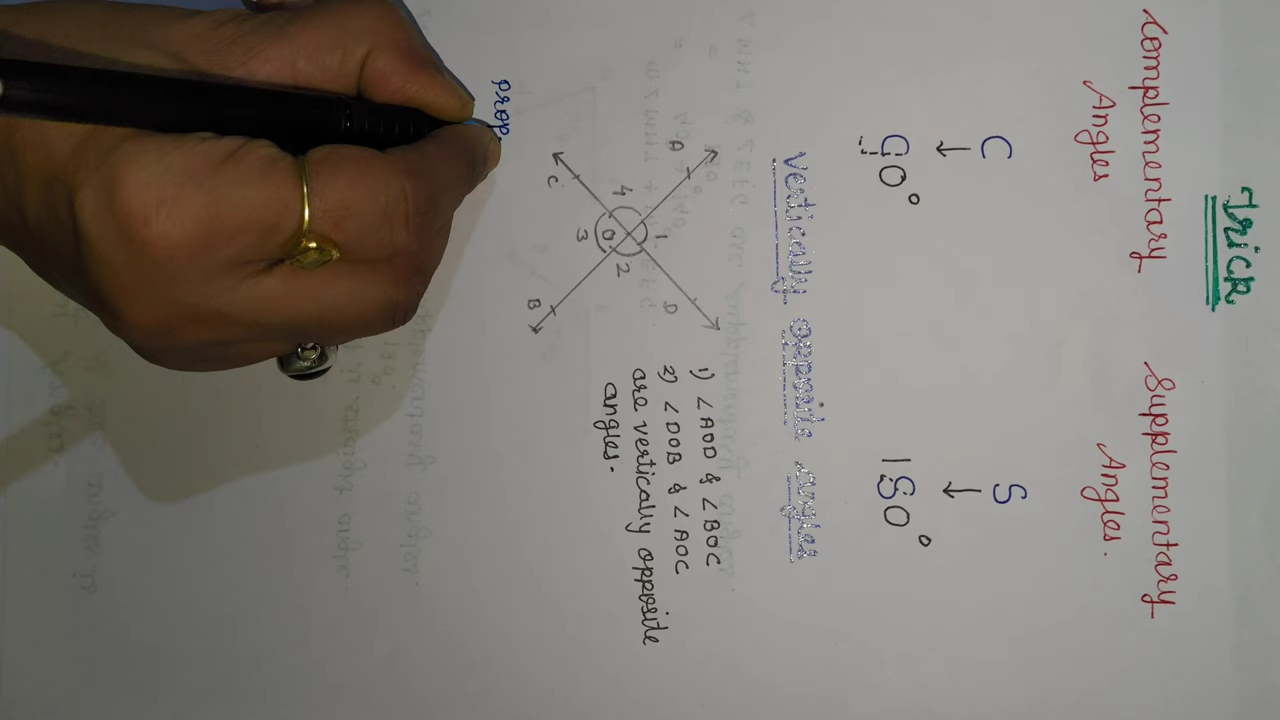 Trick
Complementary Supplementary
Angles Angles.
C S
↓ ↓
90° 180°
Vertically opposite angles
A D
1
4 2
O
3
C B
1) ∠AOD & ∠BOC
2) ∠DOB & ∠AOC
are vertically opposite
angles.
Prop.